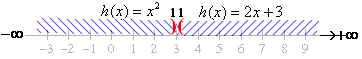 h(x) = x² 11 h(x) = 2x + 3
-∞ +∞
-3 -2 -1 0 1 2 3 4 5 6 7 8 9